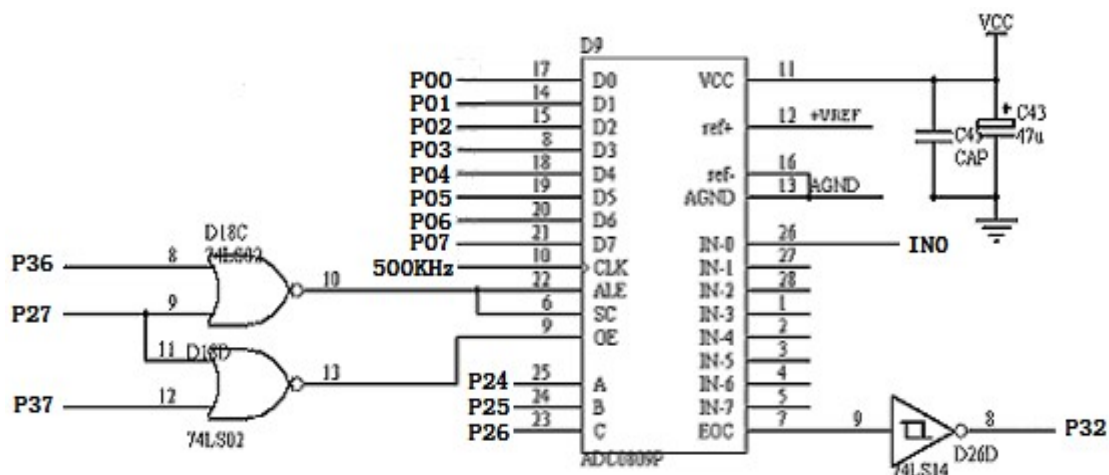 VCC
D9
P00 17 D0 VCC 11
P01 14 D1
P02 15 D2 ref+ 12 +VREF
C43
47u
CAP
P03 8 D3
P04 18 D4 ref- 16
P05 19 D5 AGND 13 AGND
P06 20 D6
P07 21 D7 IN-0 26 IN0
500KHz 10 CLK IN-1 27
D18C
74LS02
P36 8 10
22 ALE IN-2 28
P27 9
6 SC IN-3 1
9 OE IN-4 2
11 D18D
13
IN-5 3
P37 12
74LS02
P24 25 A IN-6 4
P25 24 B IN-7 5
P26 23 C EOC 7 9 8 P32
D26D
74LS14
ADC0809P